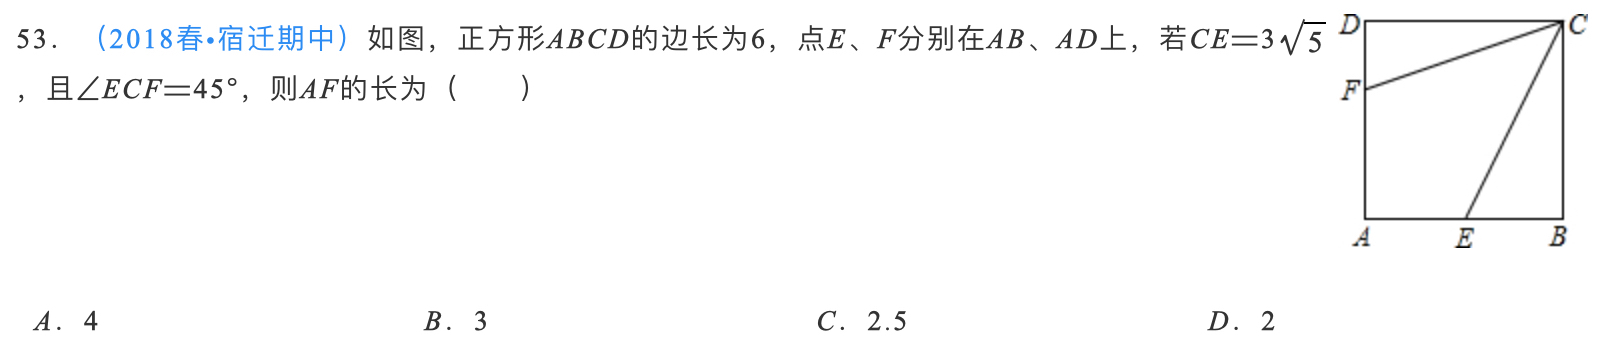 53. （2018春•宿迁期中）如图，正方形ABCD的边长为6，点E、F分别在AB、AD上，若CE＝3√5
，且∠ECF＝45°，则AF的长为（　　）
D
C
F
A
E
B
A．4
B．3
C．2.5
D．2